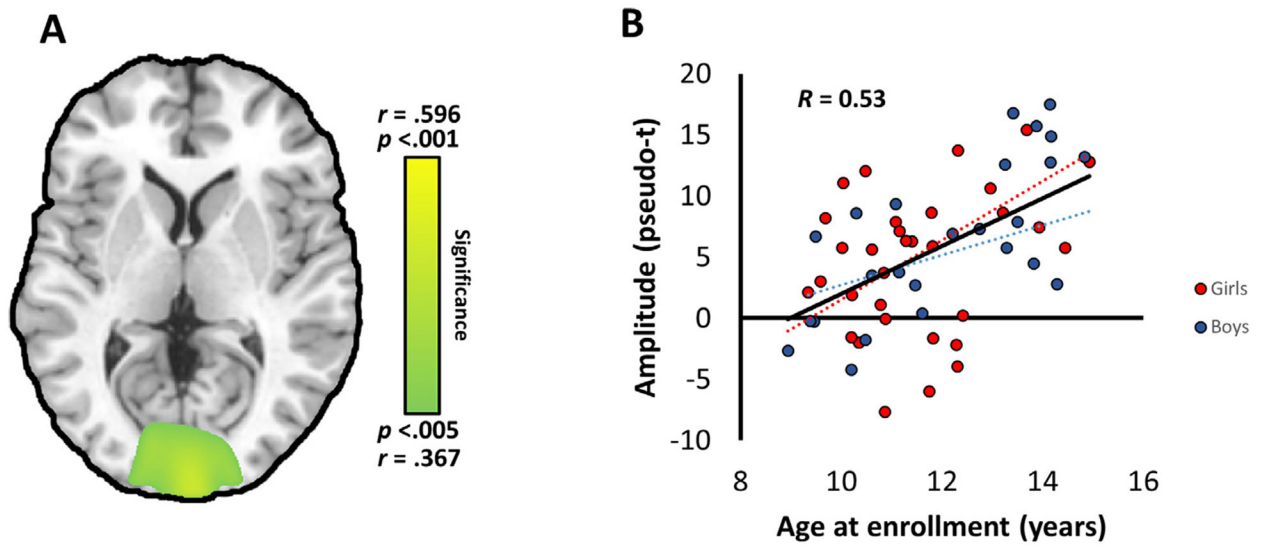 A
r = .596
p <.001
Significance
p <.005
r = .367
B
R = 0.53
Amplitude (pseudo-t)
20
15
10
5
0
-5
-10
8 10 12 14 16
Age at enrollment (years)
Girls
Boys